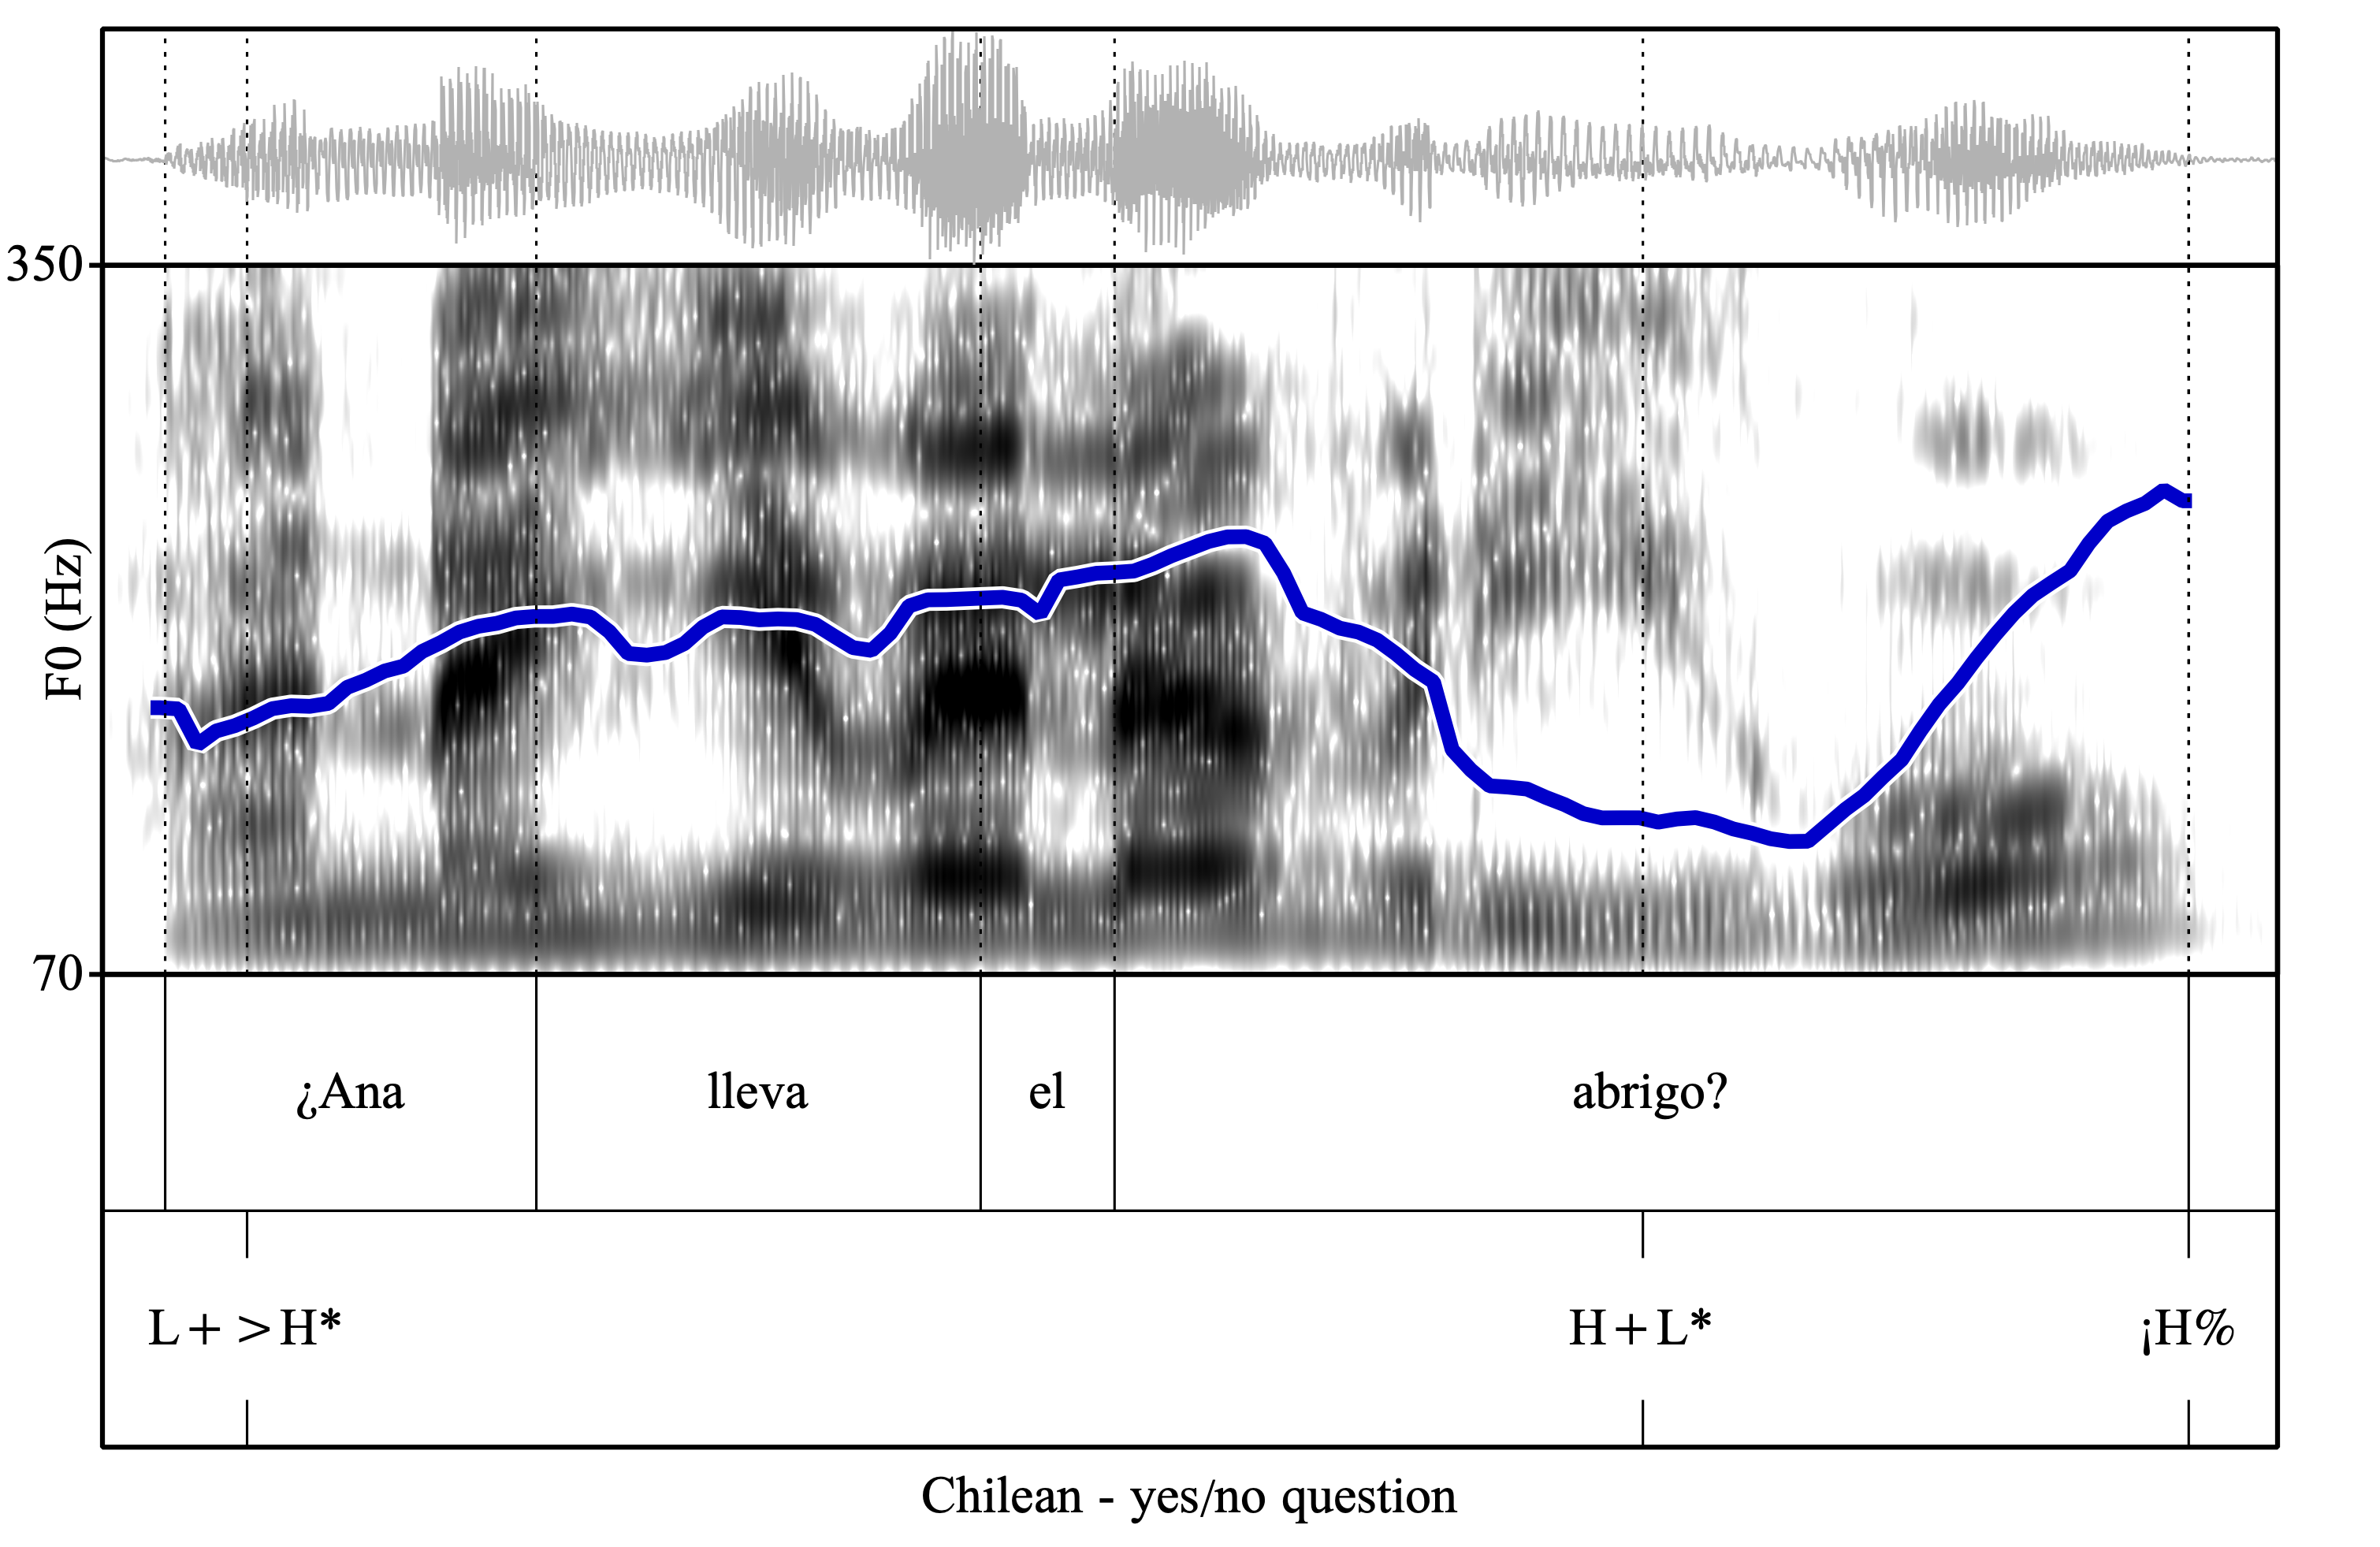 350
F0 (Hz)
70
¿Ana lleva el abrigo?
L+>H* H+L* ¡H%
Chilean - yes/no question